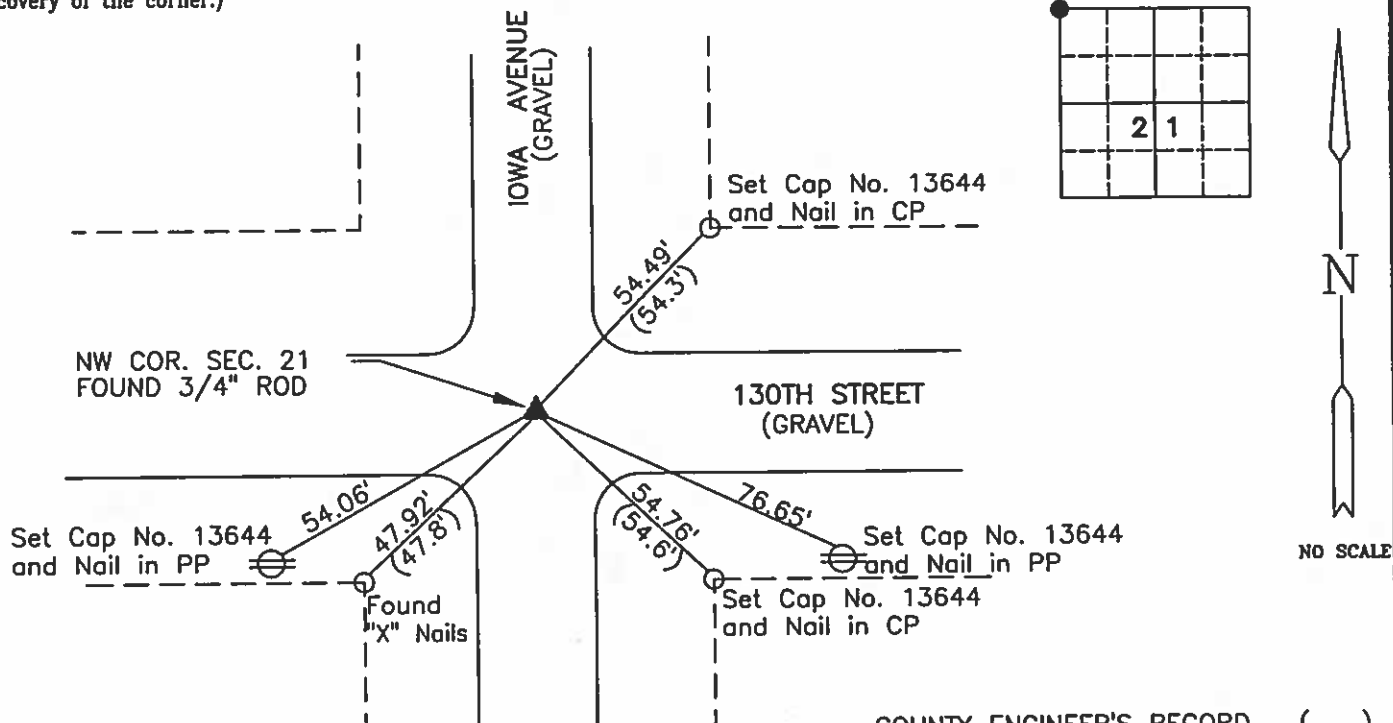 covery of the corner.)
IOWA AVENUE
(GRAVEL)
2 1
Set Cap No. 13644
and Nail in CP
54.49'
(54.3')
N
NW COR. SEC. 21
FOUND 3/4" ROD
130TH STREET
(GRAVEL)
54.06'
47.92'
(47.8')
54.76'
(54.6')
76.65'
Set Cap No. 13644
and Nail in PP
Set Cap No. 13644
and Nail in PP
NO SCALE
Found
"X" Nails
Set Cap No. 13644
and Nail in CP
COUNTY ENGINEER'S RECORD ( )